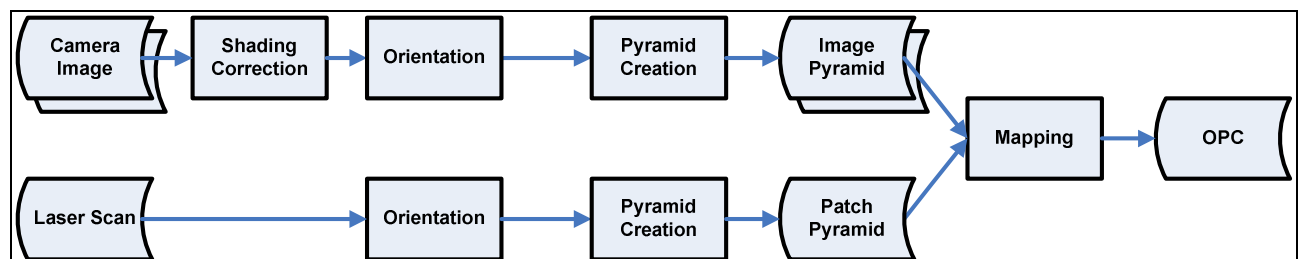 Camera
Image
Shading
Correction
Orientation
Pyramid
Creation
Image
Pyramid
Mapping
OPC
Laser Scan
Orientation
Pyramid
Creation
Patch
Pyramid